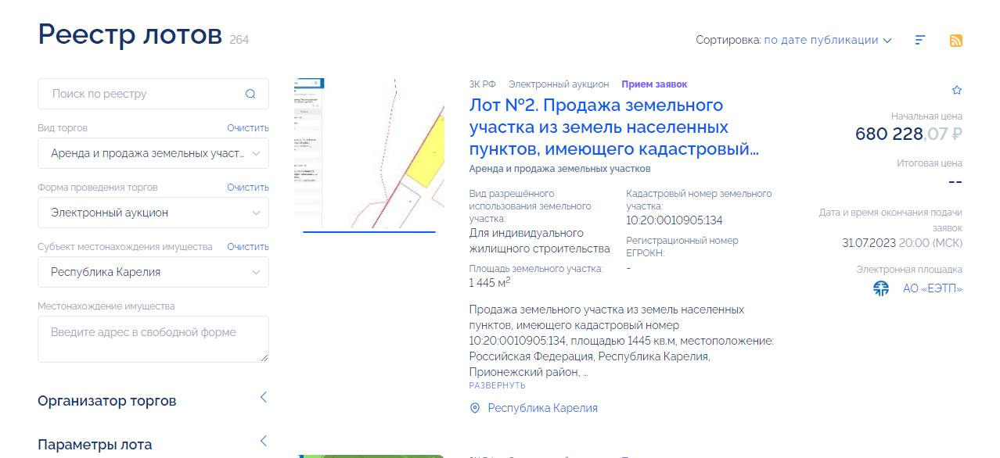 Реестр лотов 264
Сортировка: по дате публикации
Поиск по реестру
Вид торгов Очистить
Аренда и продажа земельных участ...
Форма проведения торгов Очистить
Электронный аукцион
Субъект местонахождения имущества Очистить
Республика Карелия
Местонахождение имущества
Введите адрес в свободной форме
Организатор торгов
Параметры лота
ЗК РФ Электронный аукцион Прием заявок
Лот №2. Продажа земельного
участка из земель населенных
пунктов, имеющего кадастровый...
Аренда и продажа земельных участков
Вид разрешённого
использования земельного
участка:
Для индивидуального
жилищного строительства
Площадь земельного участка:
1 445 м²
Кадастровый номер земельного
участка:
10:20:0010905:134
Регистрационный номер
ЕГРОКН:
-
Продажа земельного участка из земель населенных
пунктов, имеющего кадастровый номер
10:20:0010905:134, площадью 1445 кв.м, местоположение:
Российская Федерация, Республика Карелия,
Прионежский район, ...
РАЗВЕРНУТЬ
Республика Карелия
Начальная цена
680 228,07 ₽
Итоговая цена
--
Дата и время окончания подачи
заявок
31.07.2023 20:00 (МСК)
Электронная площадка
АО «ЕЭТП»